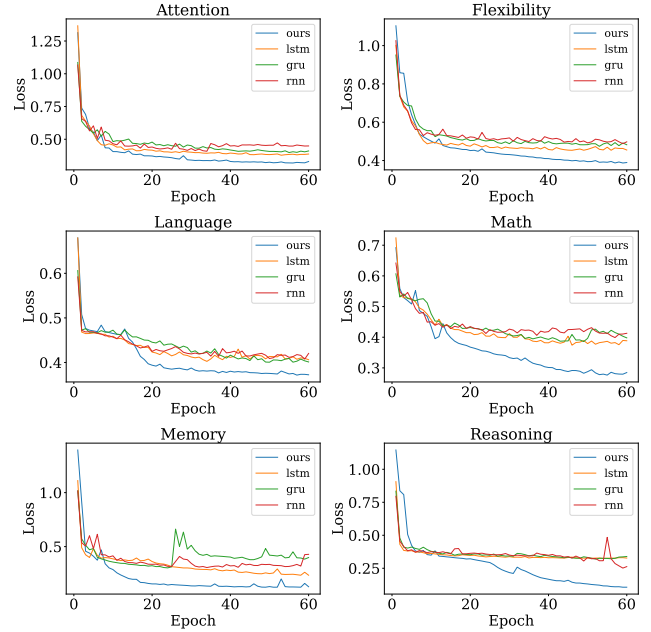 Attention
Loss
1.25
1.00
0.75
0.50
0
20
40
60
Epoch
ours
lstm
gru
rnn
Flexibility
Loss
1.0
0.8
0.6
0.4
0
20
40
60
Epoch
ours
lstm
gru
rnn
Language
Loss
0.6
0.5
0.4
0
20
40
60
Epoch
ours
lstm
gru
rnn
Math
Loss
0.7
0.6
0.5
0.4
0.3
0
20
40
60
Epoch
ours
lstm
gru
rnn
Memory
Loss
1.0
0.5
0
20
40
60
Epoch
ours
lstm
gru
rnn
Reasoning
Loss
1.00
0.75
0.50
0.25
0
20
40
60
Epoch
ours
lstm
gru
rnn